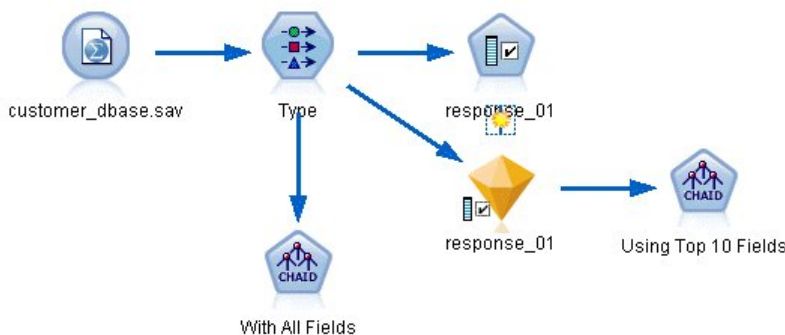 customer_dbase.sav
Type
response_01
CHAID
With All Fields
response_01
CHAID
Using Top 10 Fields